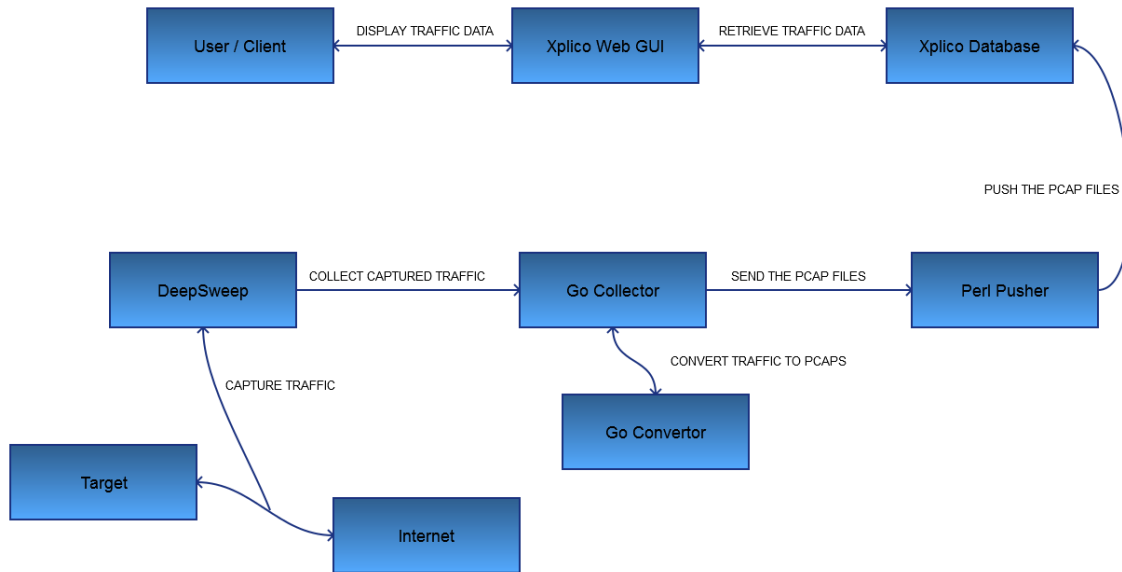 User / Client
DISPLAY TRAFFIC DATA
Xplico Web GUI
RETRIEVE TRAFFIC DATA
Xplico Database
PUSH THE PCAP FILES
DeepSweep
COLLECT CAPTURED TRAFFIC
Go Collector
SEND THE PCAP FILES
Perl Pusher
CAPTURE TRAFFIC
CONVERT TRAFFIC TO PCAPS
Go Convertor
Target
Internet